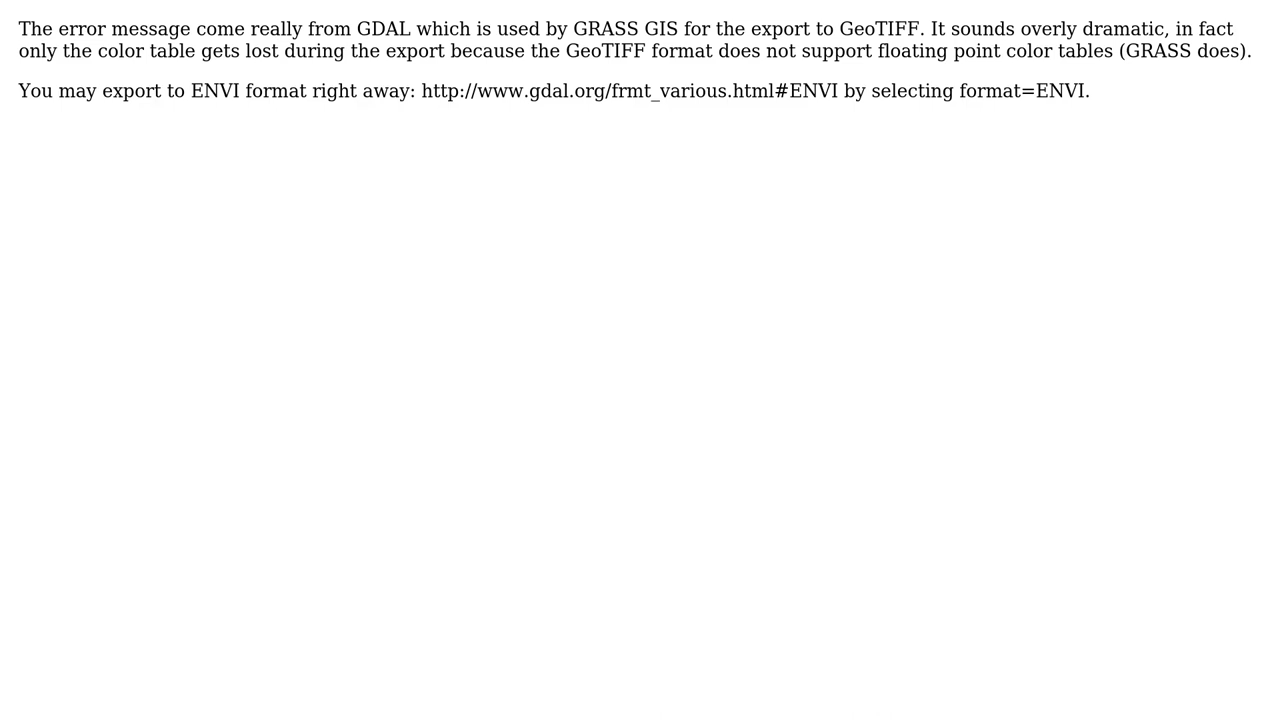 The error message come really from GDAL which is used by GRASS GIS for the export to GeoTIFF. It sounds overly dramatic, in fact
only the color table gets lost during the export because the GeoTIFF format does not support floating point color tables (GRASS does).
You may export to ENVI format right away: http://www.gdal.org/frmt_various.html#ENVI by selecting format=ENVI.